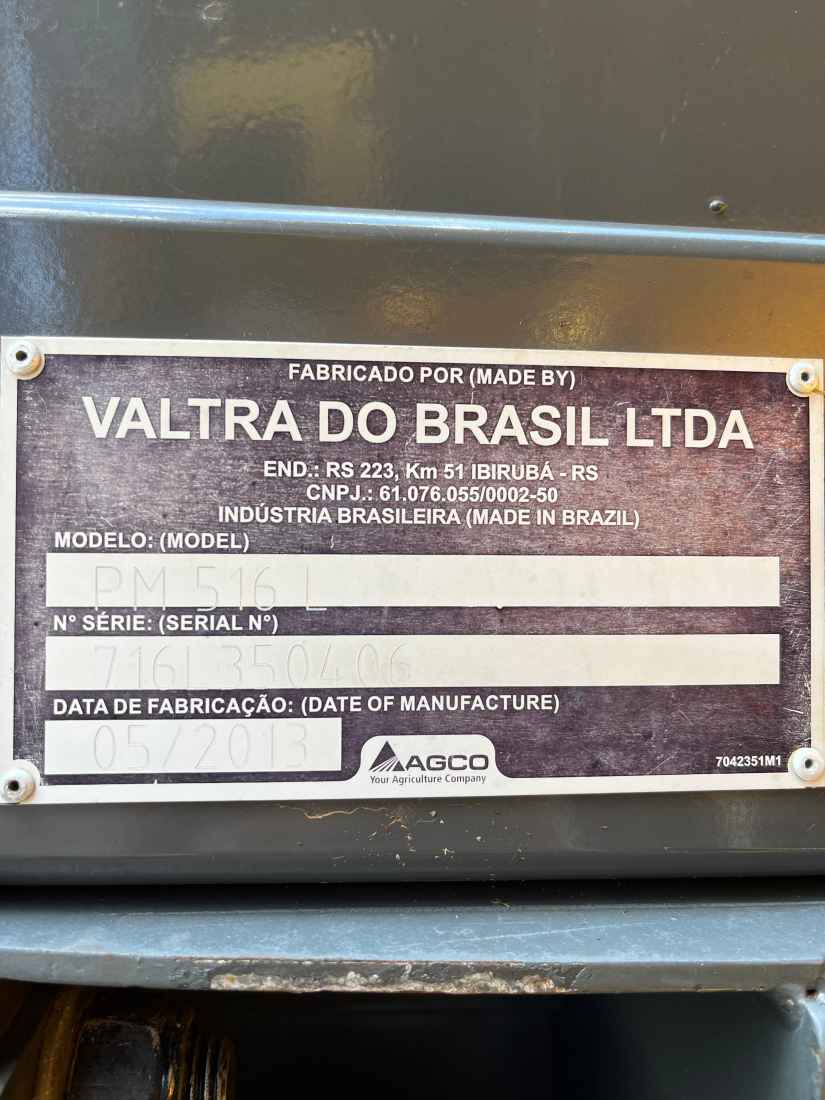 FABRICADO POR (MADE BY)
VALTRA DO BRASIL LTDA
END.: RS 223, Km 51 IBIRUBÁ - RS
CNPJ.: 61.076.055/0002-50
INDÚSTRIA BRASILEIRA (MADE IN BRAZIL)
MODELO: (MODEL)
PM 516 L
N° SÉRIE: (SERIAL N°)
716L350406
DATA DE FABRICAÇÃO: (DATE OF MANUFACTURE)
05/2013
AGCO
Your Agriculture Company
7042351M1